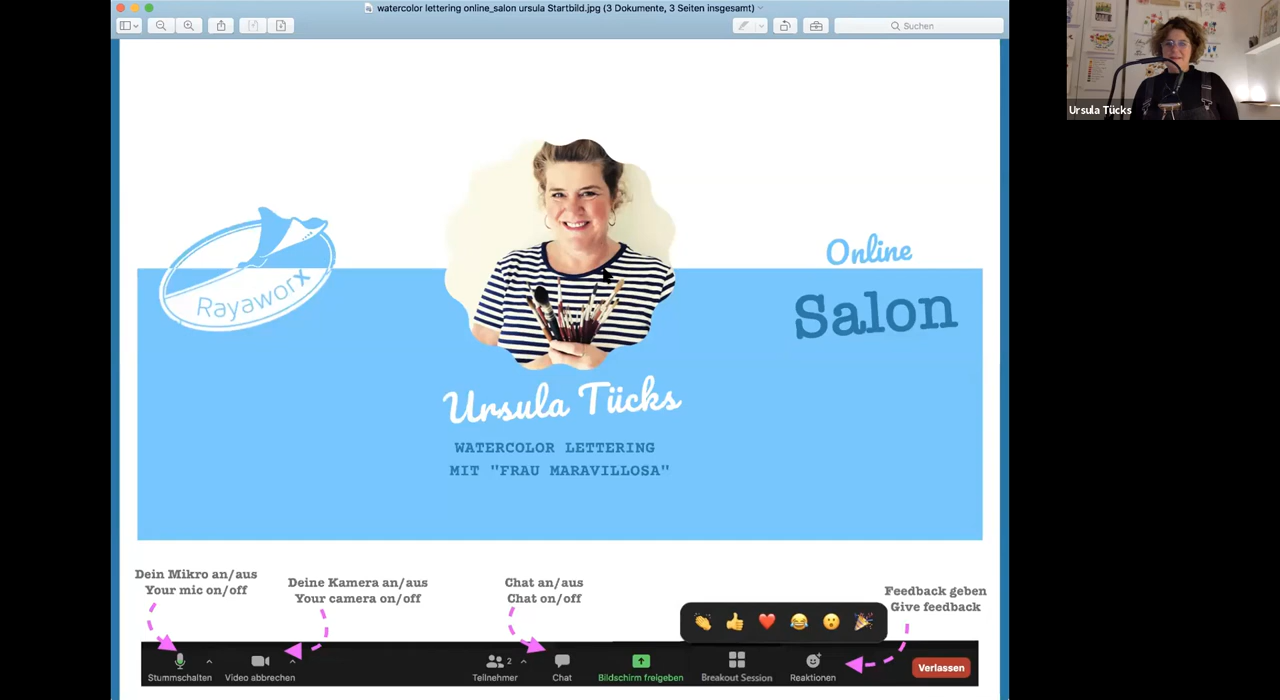 watercolor lettering online_salon ursula Startbild.jpg (3 Dokumente, 3 Seiten insgesamt)
Suchen
Ursula Tücks
Rayaworx
Online
Salon
Ursula Tücks
WATERCOLOR LETTERING
MIT "FRAU MARAVILLOSA"
Dein Mikro an/aus
Your mic on/off
Deine Kamera an/aus
Your camera on/off
Chat an/aus
Chat on/off
Feedback geben
Give feedback
Stummschalten
Video abbrechen
2
Teilnehmer
Chat
Bildschirm freigeben
Breakout Session
Reaktionen
Verlassen